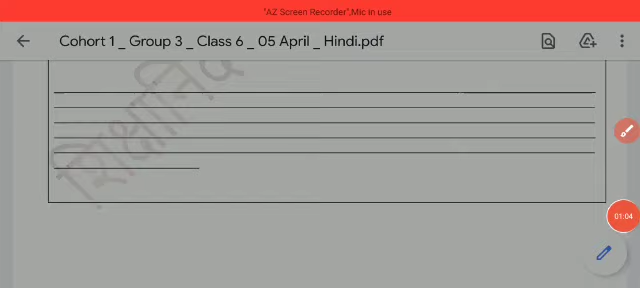 "AZ Screen Recorder",Mic in use
Cohort 1 _ Group 3 _ Class 6 _ 05 April _ Hindi.pdf
01:04